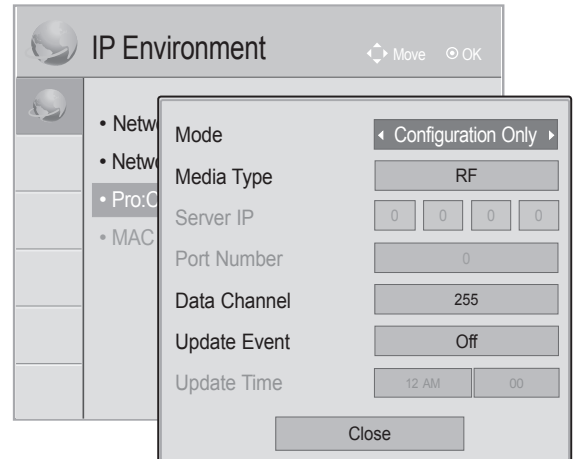 IP Environment
Move OK
• Netw
• Netw
• Pro:C
• MAC
Mode Configuration Only
Media Type RF
Server IP 0 0 0 0
Port Number 0
Data Channel 255
Update Event Off
Update Time 12 AM 00
Close